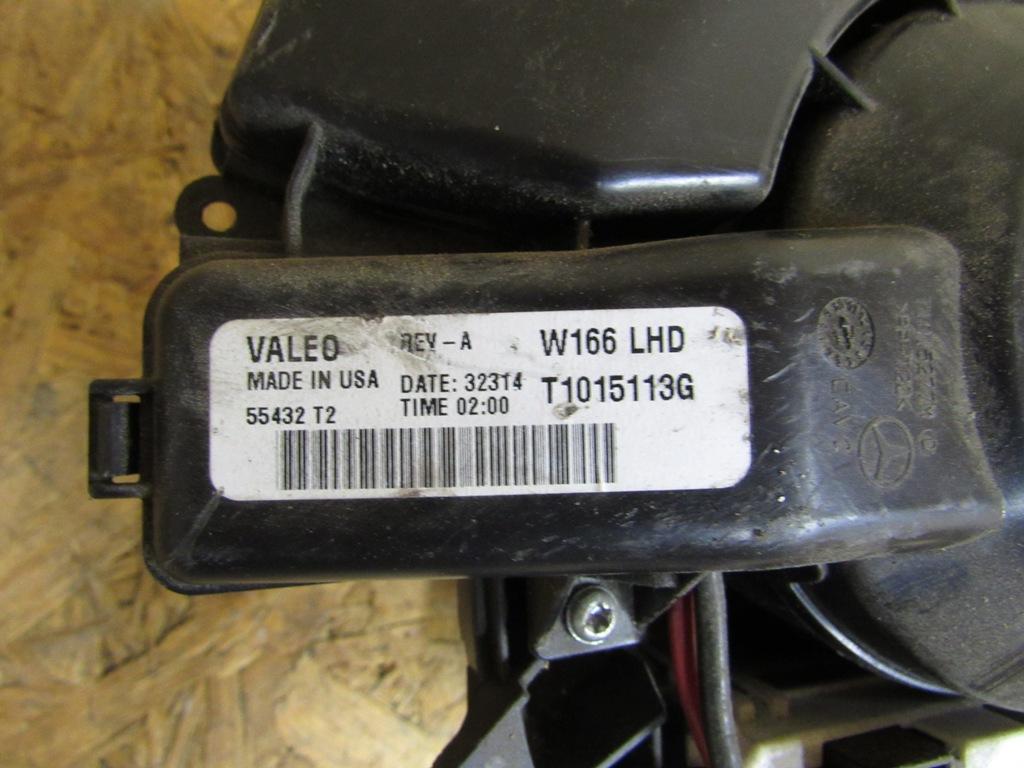 VALEO REV-A W166 LHD
MADE IN USA DATE: 32314 T1015113G
55432 T2 TIME 02:00